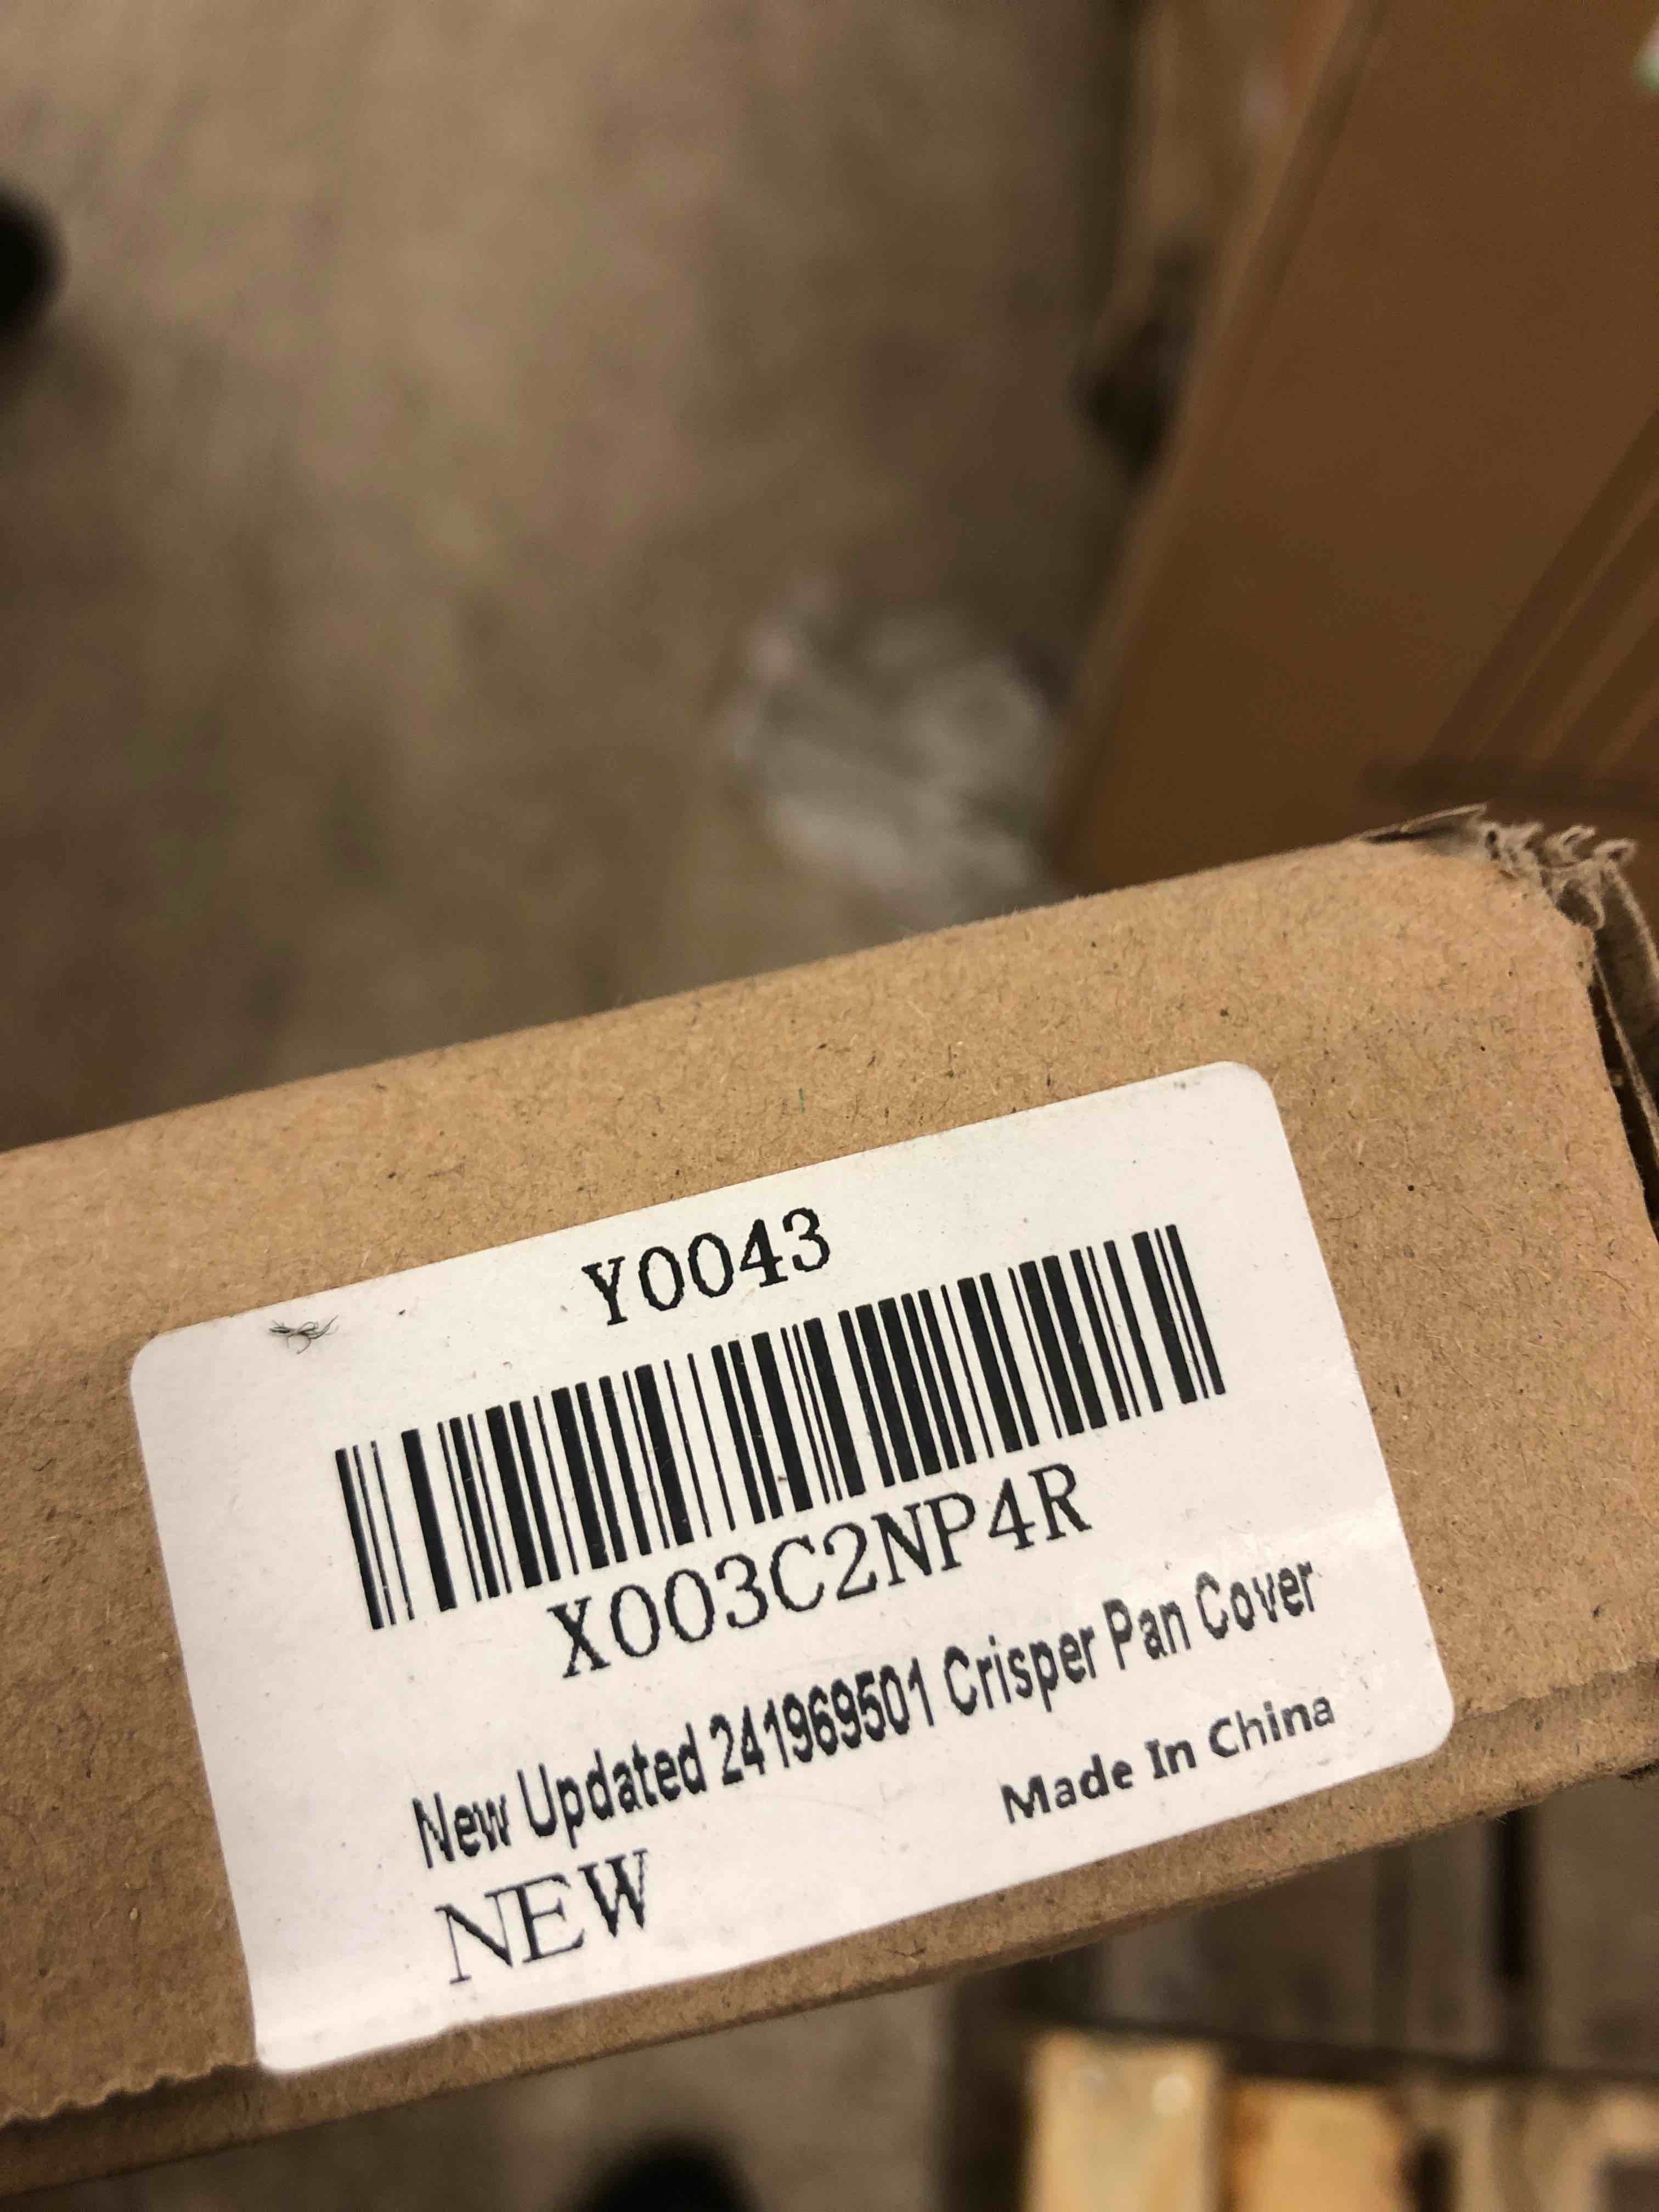 Y0043
X003C2NP4R
New Updated 241969501 Crisper Pan Cover
NEW
Made In China